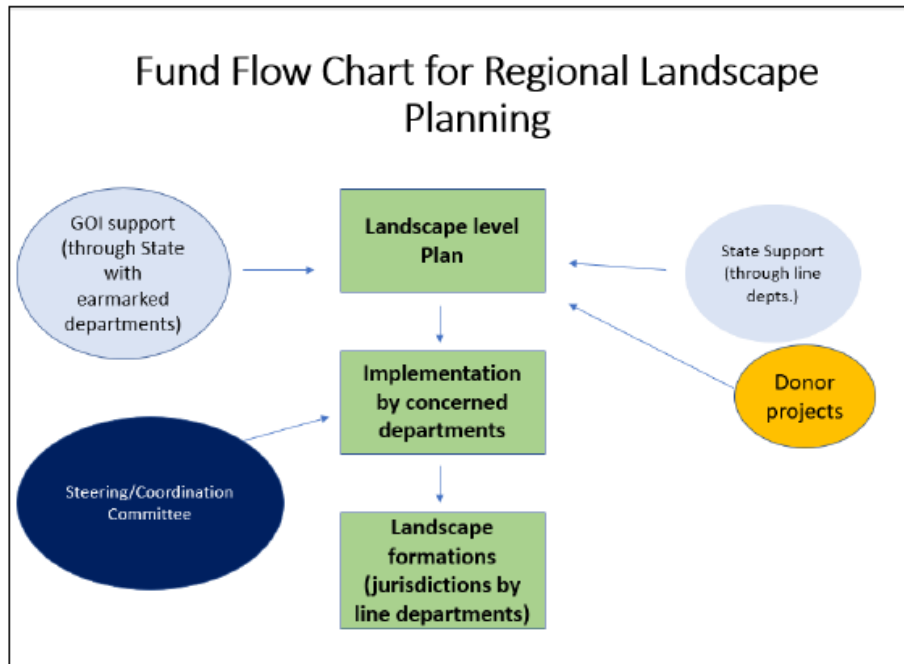 Fund Flow Chart for Regional Landscape
Planning
GOI support
(through State
with
earmarked
departments)
Landscape level
Plan
State Support
(through line
depts.)
Implementation
by concerned
departments
Donor
projects
Steering/Coordination
Committee
Landscape
formations
(jurisdictions by
line departments)